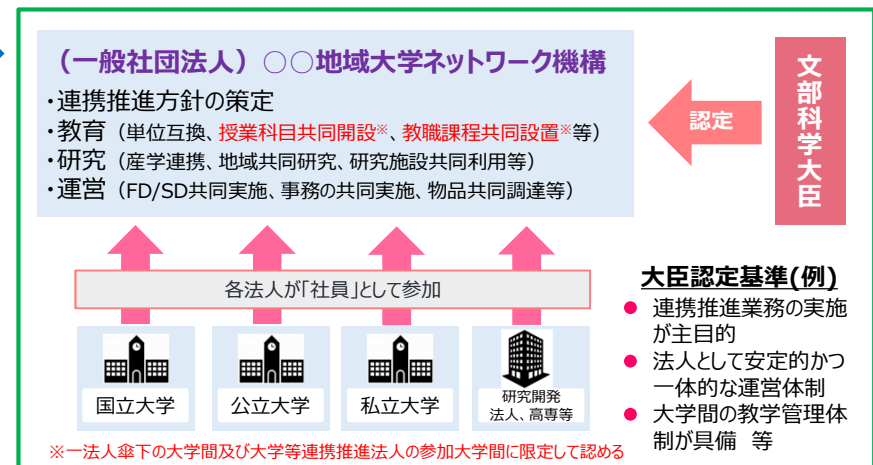 （一般社団法人）○○地域大学ネットワーク機構
・連携推進方針の策定
・教育（単位互換、授業科目共同開設※、教職課程共同設置※等）
・研究（産学連携、地域共同研究、研究施設共同利用等）
・運営（FD/SD共同実施、事務の共同実施、物品共同調達等）
認定
文部科学大臣
各法人が「社員」として参加
国立大学
公立大学
私立大学
研究開発
法人、高専等
※一法人傘下の大学間及び大学等連携推進法人の参加大学間に限定して認める
大臣認定基準(例)
● 連携推進業務の実施
が主目的
● 法人として安定的かつ
一体的な運営体制
● 大学間の教学管理体
制が具備 等